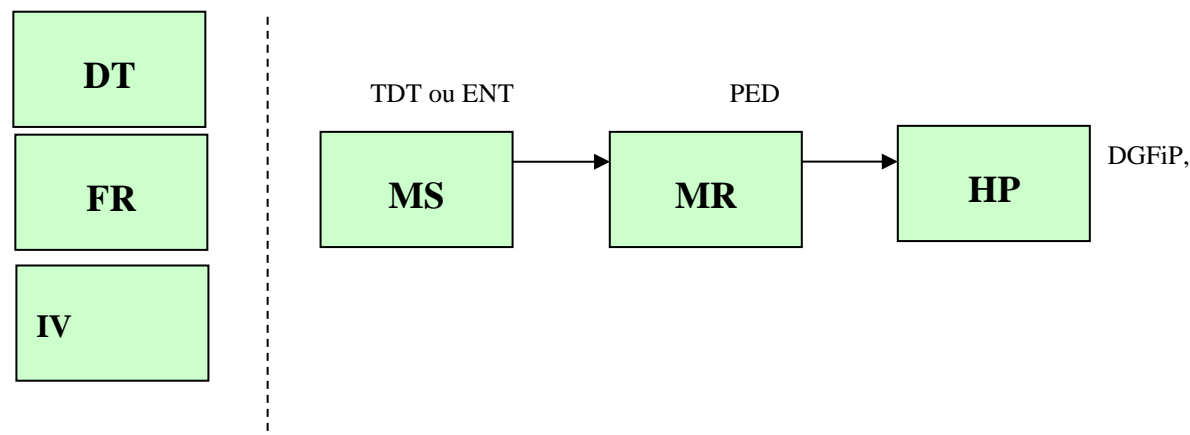 DT
FR
IV
TDT ou ENT
PED
MS
MR
HP
DGFiP,